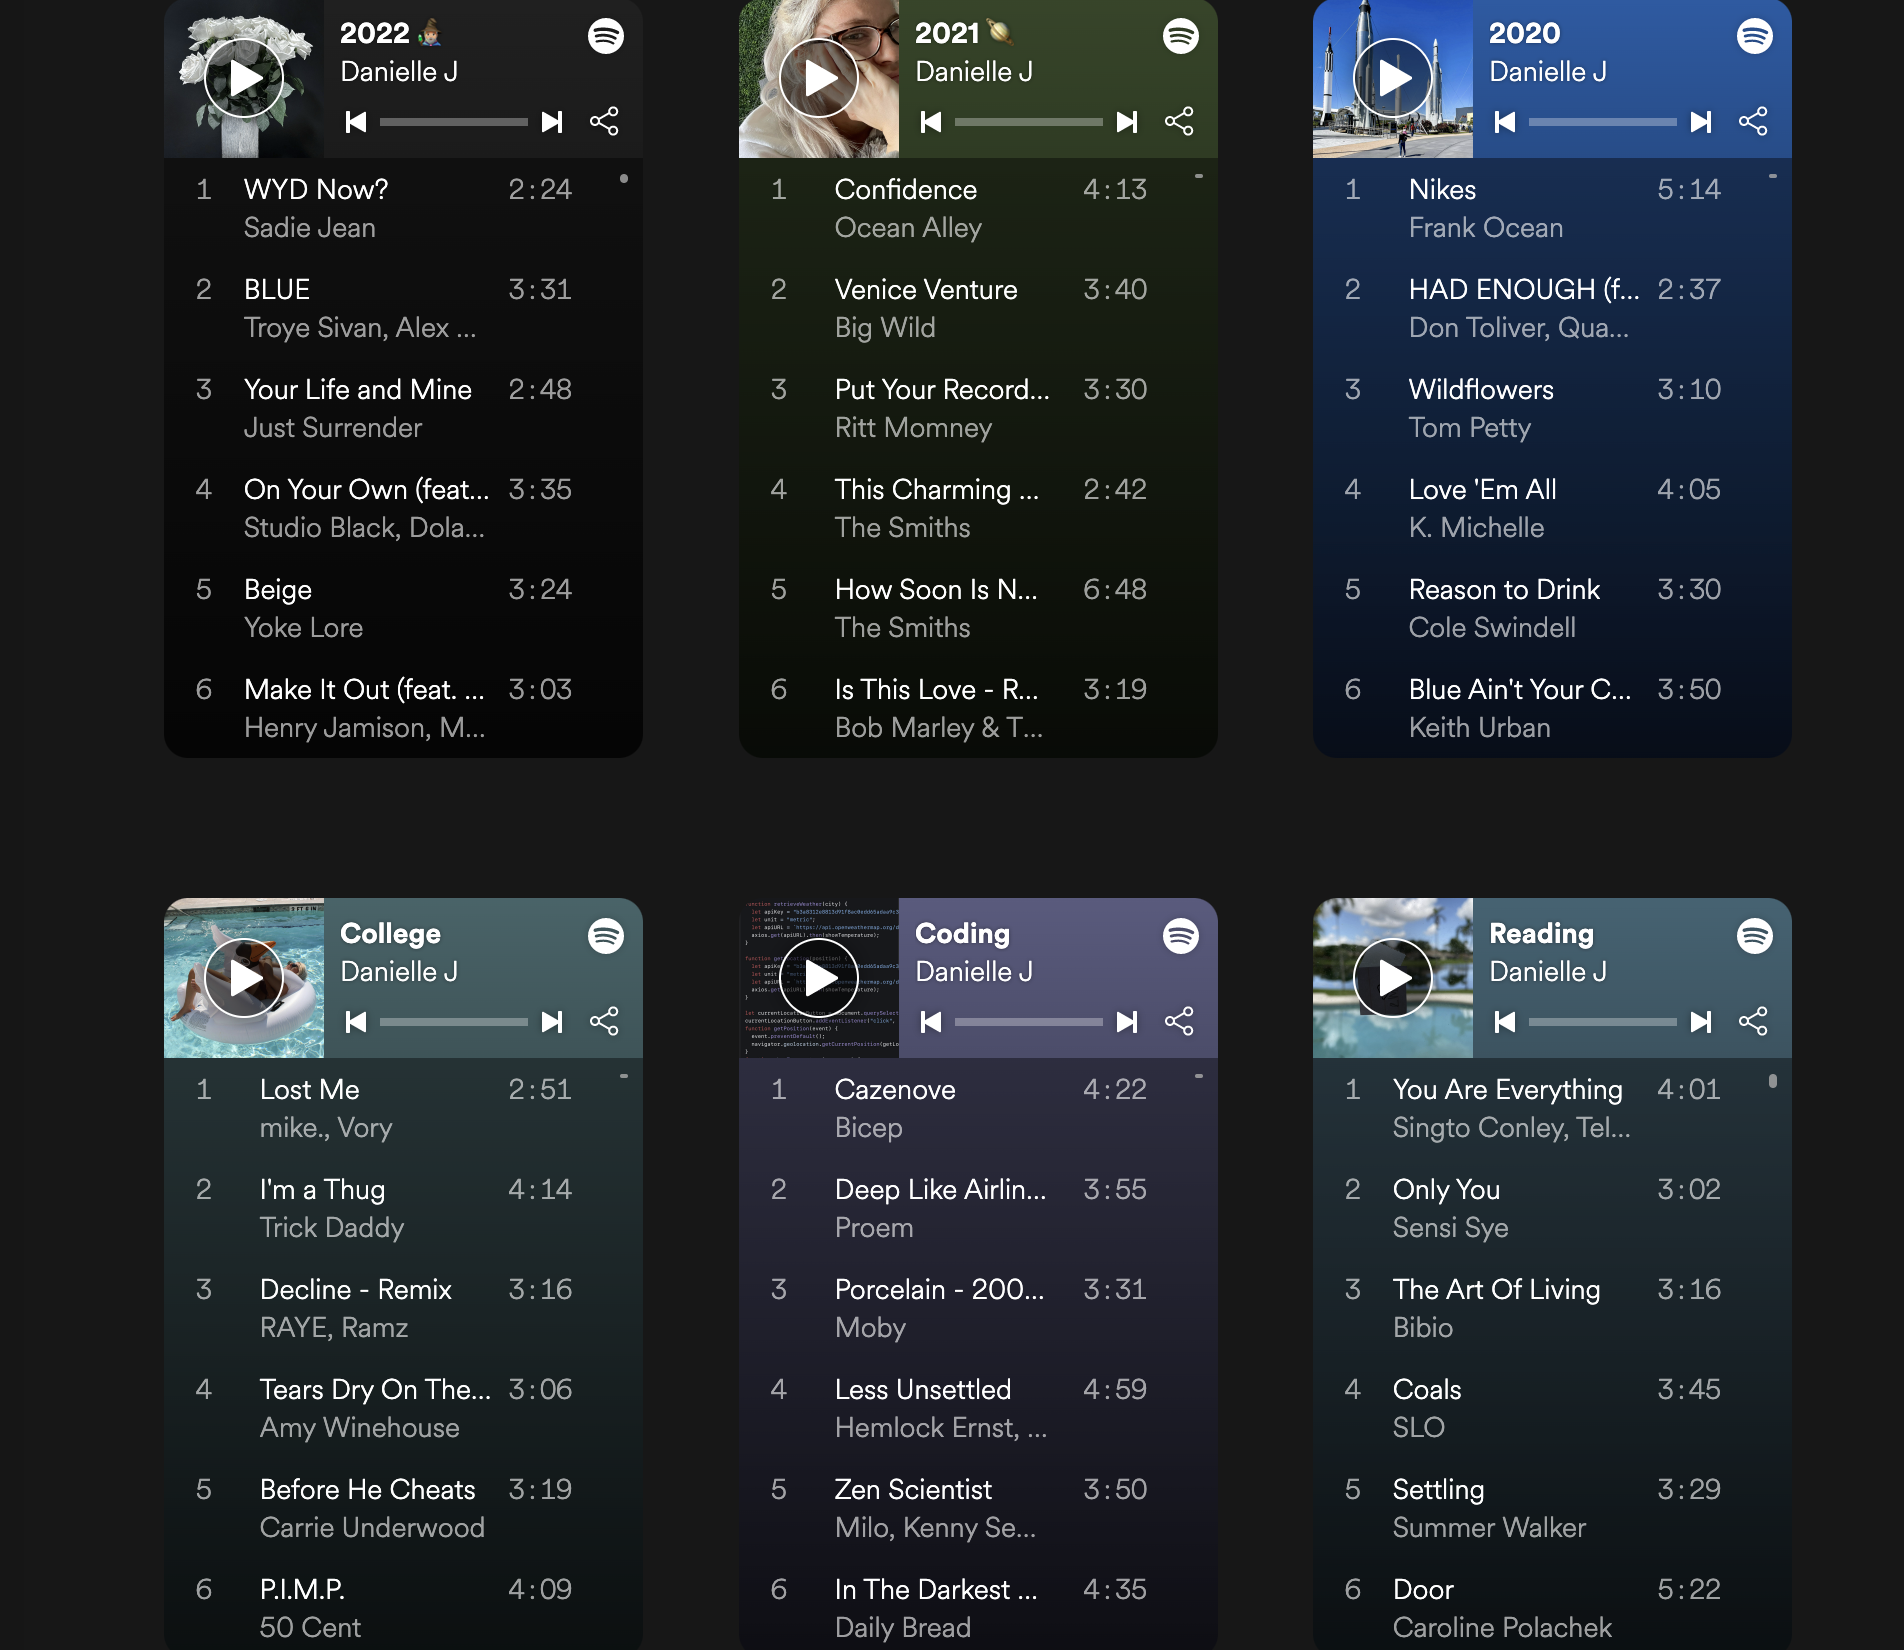 2022
Danielle J
1 WYD Now? 2:24
Sadie Jean
2 BLUE 3:31
Troye Sivan, Alex ...
3 Your Life and Mine 2:48
Just Surrender
4 On Your Own (feat... 3:35
Studio Black, Dola...
5 Beige 3:24
Yoke Lore
6 Make It Out (feat. ... 3:03
Henry Jamison, M...
2021
Danielle J
1 Confidence 4:13
Ocean Alley
2 Venice Venture 3:40
Big Wild
3 Put Your Record... 3:30
Ritt Momney
4 This Charming ... 2:42
The Smiths
5 How Soon Is N... 6:48
The Smiths
6 Is This Love - R... 3:19
Bob Marley & T...
2020
Danielle J
1 Nikes 5:14
Frank Ocean
2 HAD ENOUGH (f... 2:37
Don Toliver, Qua...
3 Wildflowers 3:10
Tom Petty
4 Love 'Em All 4:05
K. Michelle
5 Reason to Drink 3:30
Cole Swindell
6 Blue Ain't Your C... 3:50
Keith Urban
College
Danielle J
1 Lost Me 2:51
mike., Vory
2 I'm a Thug 4:14
Trick Daddy
3 Decline - Remix 3:16
RAYE, Ramz
4 Tears Dry On The... 3:06
Amy Winehouse
5 Before He Cheats 3:19
Carrie Underwood
6 P.I.M.P. 4:09
50 Cent
Coding
Danielle J
1 Cazenove 4:22
Bicep
2 Deep Like Airlin... 3:55
Proem
3 Porcelain - 200... 3:31
Moby
4 Less Unsettled 4:59
Hemlock Ernst, ...
5 Zen Scientist 3:50
Milo, Kenny Se...
6 In The Darkest ... 4:35
Daily Bread
Reading
Danielle J
1 You Are Everything 4:01
Singto Conley, Tel...
2 Only You 3:02
Sensi Sye
3 The Art Of Living 3:16
Bibio
4 Coals 3:45
SLO
5 Settling 3:29
Summer Walker
6 Door 5:22
Caroline Polachek